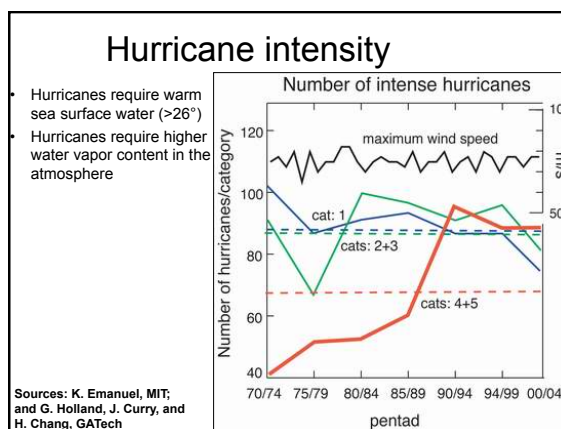 Hurricane intensity
• Hurricanes require warm
sea surface water (>26°)
• Hurricanes require higher
water vapor content in the
atmosphere
Sources: K. Emanuel, MIT;
and G. Holland, J. Curry, and
H. Chang, GATech
Number of intense hurricanes
Number of hurricanes/category
120
100
80
60
40
maximum wind speed
cat: 1
cats: 2+3
cats: 4+5
50
70/74 75/79 80/84 85/89 90/94 94/99 00/04
pentad